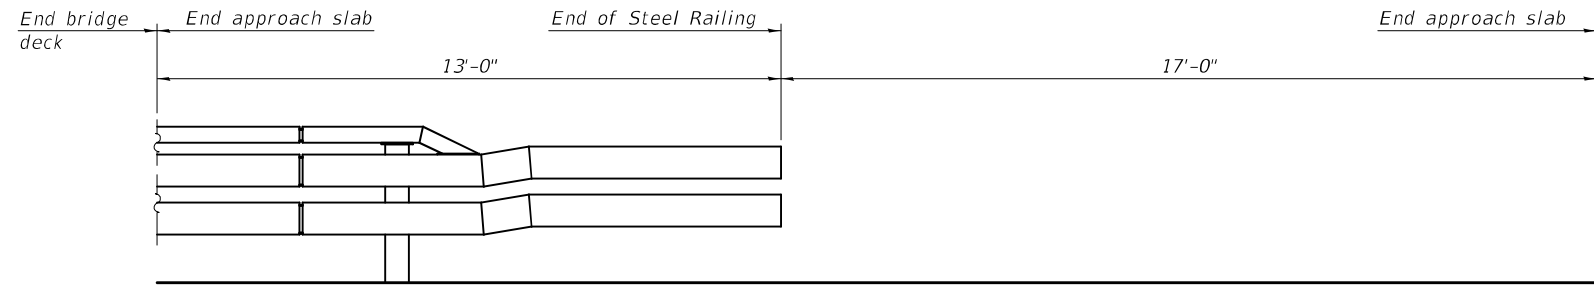 End bridge
deck
End approach slab
End of Steel Railing
End approach slab
13'-0"
17'-0"